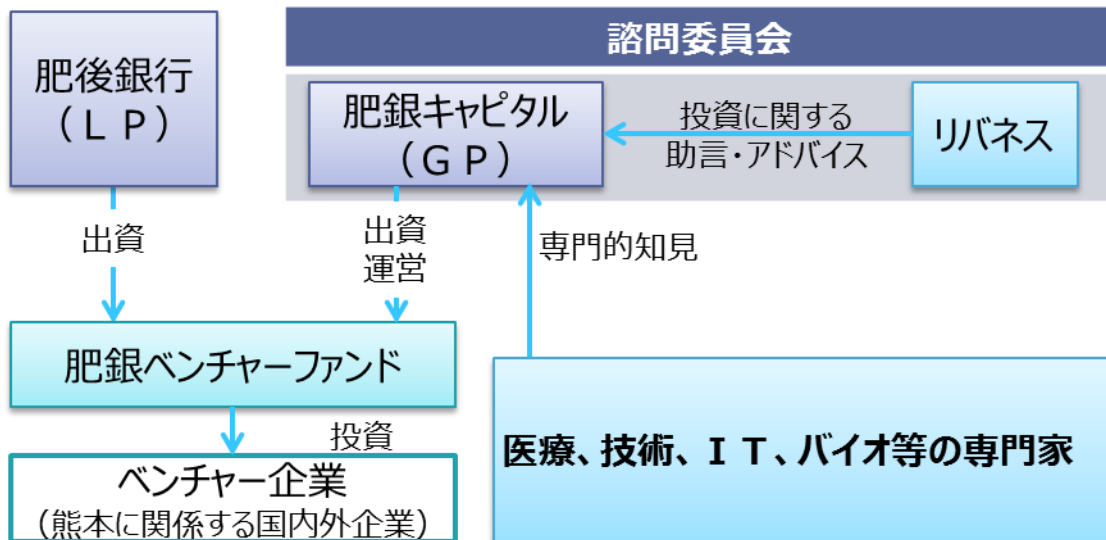 諮問委員会
肥後銀行
（ＬＰ）
肥銀キャピタル
（ＧＰ）
投資に関する
助言・アドバイス
リバネス
出資
出資
運営
専門的知見
肥銀ベンチャーファンド
投資
ベンチャー企業
（熊本に関係する国内外企業）
医療、技術、ＩＴ、バイオ等の専門家